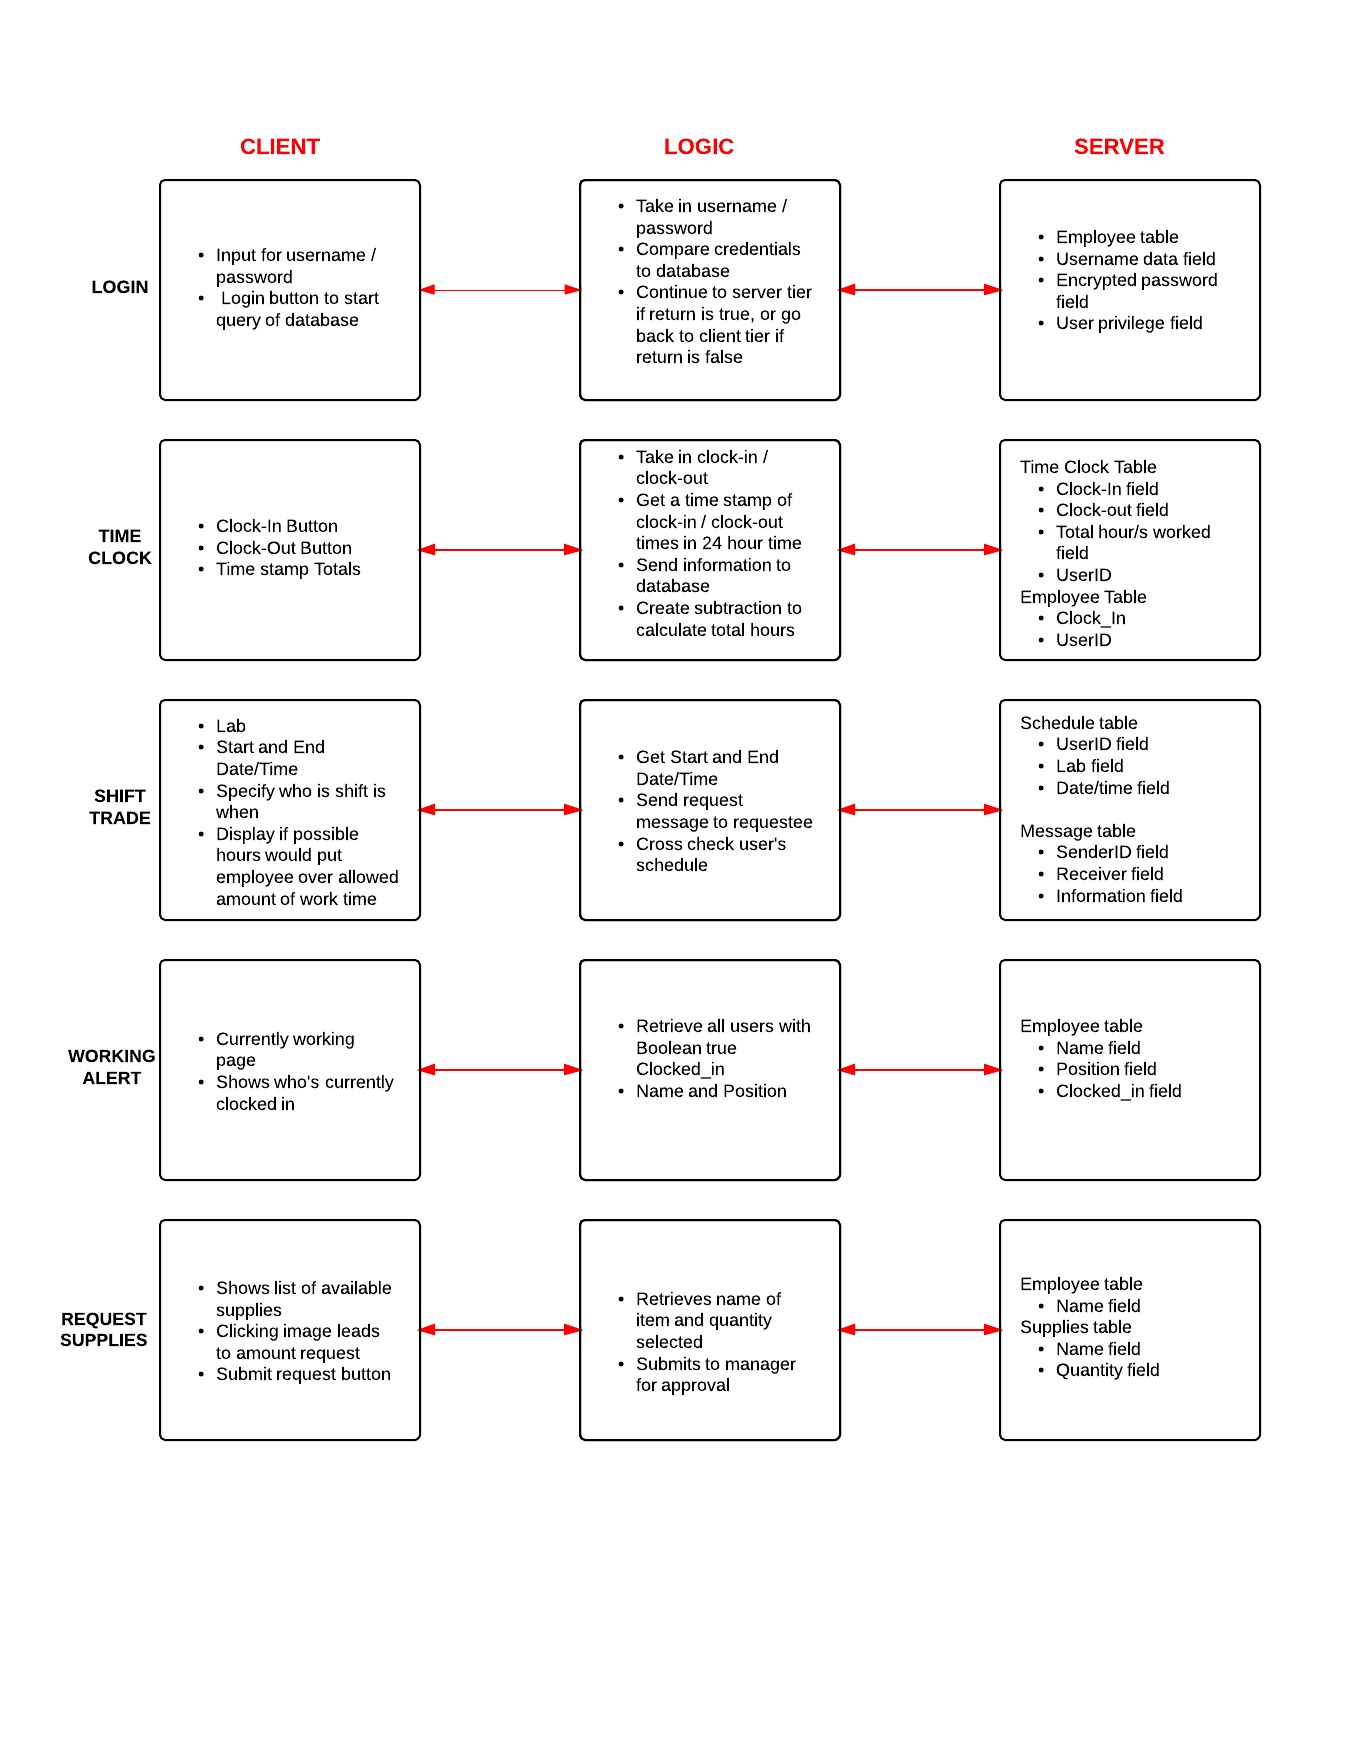 CLIENT
LOGIC
SERVER
LOGIN
• Input for username /
password
• Login button to start
query of database
• Take in username /
password
• Compare credentials
to database
• Continue to server tier
if return is true, or go
back to client tier if
return is false
• Employee table
• Username data field
• Encrypted password
field
• User privilege field
TIME
CLOCK
• Clock-In Button
• Clock-Out Button
• Time stamp Totals
• Take in clock-in /
clock-out
• Get a time stamp of
clock-in / clock-out
times in 24 hour time
• Send information to
database
• Create subtraction to
calculate total hours
Time Clock Table
• Clock-In field
• Clock-out field
• Total hour/s worked
field
• UserID
Employee Table
• Clock_In
• UserID
SHIFT
TRADE
• Lab
• Start and End
Date/Time
• Specify who is shift is
when
• Display if possible
hours would put
employee over allowed
amount of work time
• Get Start and End
Date/Time
• Send request
message to requestee
• Cross check user's
schedule
Schedule table
• UserID field
• Lab field
• Date/time field
Message table
• SenderID field
• Receiver field
• Information field
WORKING
ALERT
• Currently working
page
• Shows who's currently
clocked in
• Retrieve all users with
Boolean true
Clocked_in
• Name and Position
Employee table
• Name field
• Position field
• Clocked_in field
REQUEST
SUPPLIES
• Shows list of available
supplies
• Clicking image leads
to amount request
• Submit request button
• Retrieves name of
item and quantity
selected
• Submits to manager
for approval
Employee table
• Name field
Supplies table
• Name field
• Quantity field